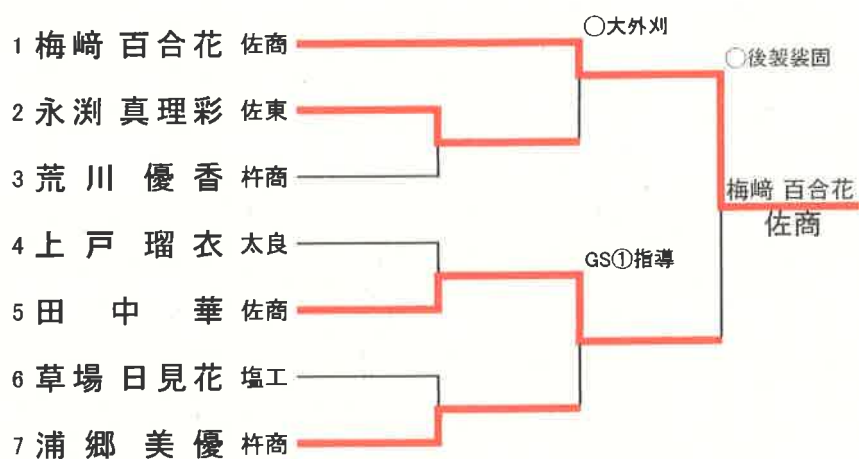 1 梅﨑 百合花 佐商
2 永渕 真理彩 佐東
3 荒川 優香 杵商
4 上戸 瑠衣 太良
5 田中 華 佐商
6 草場 日見花 塩工
7 浦郷 美優 杵商
○大外刈
GS①指導
○後袈裟固
梅﨑 百合花
佐商